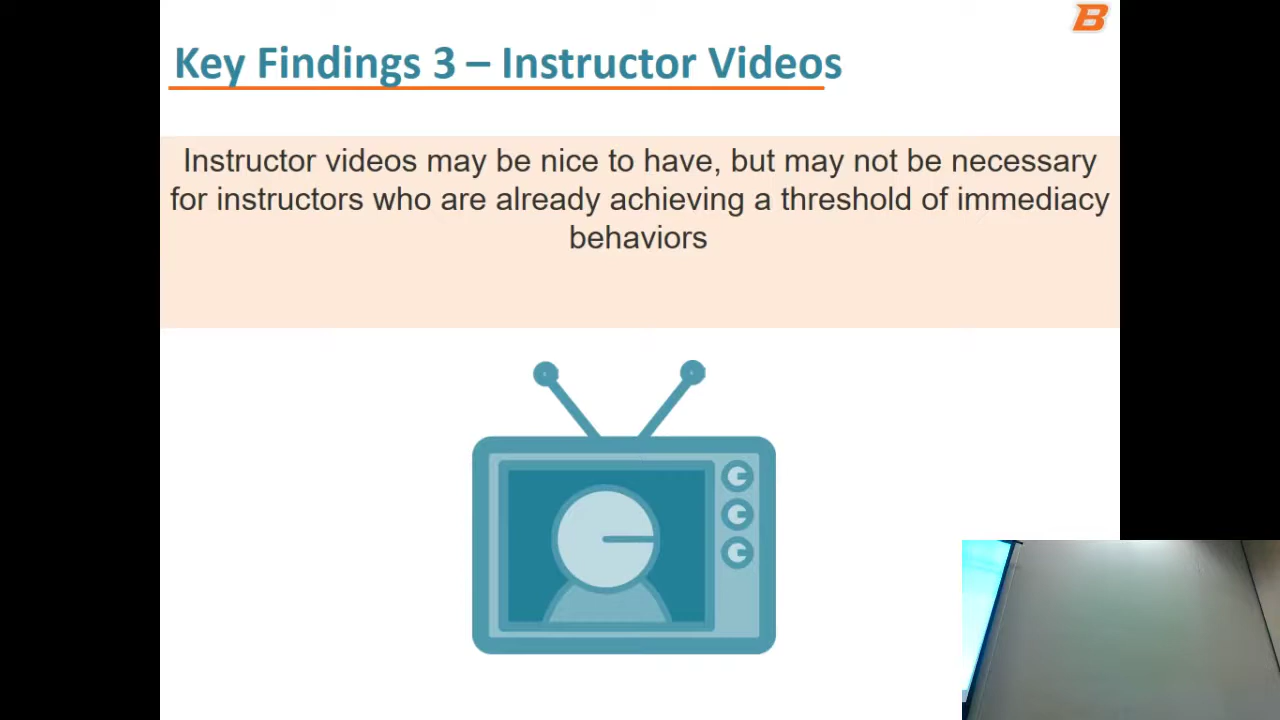 B
Key Findings 3 – Instructor Videos
Instructor videos may be nice to have, but may not be necessary
for instructors who are already achieving a threshold of immediacy
behaviors